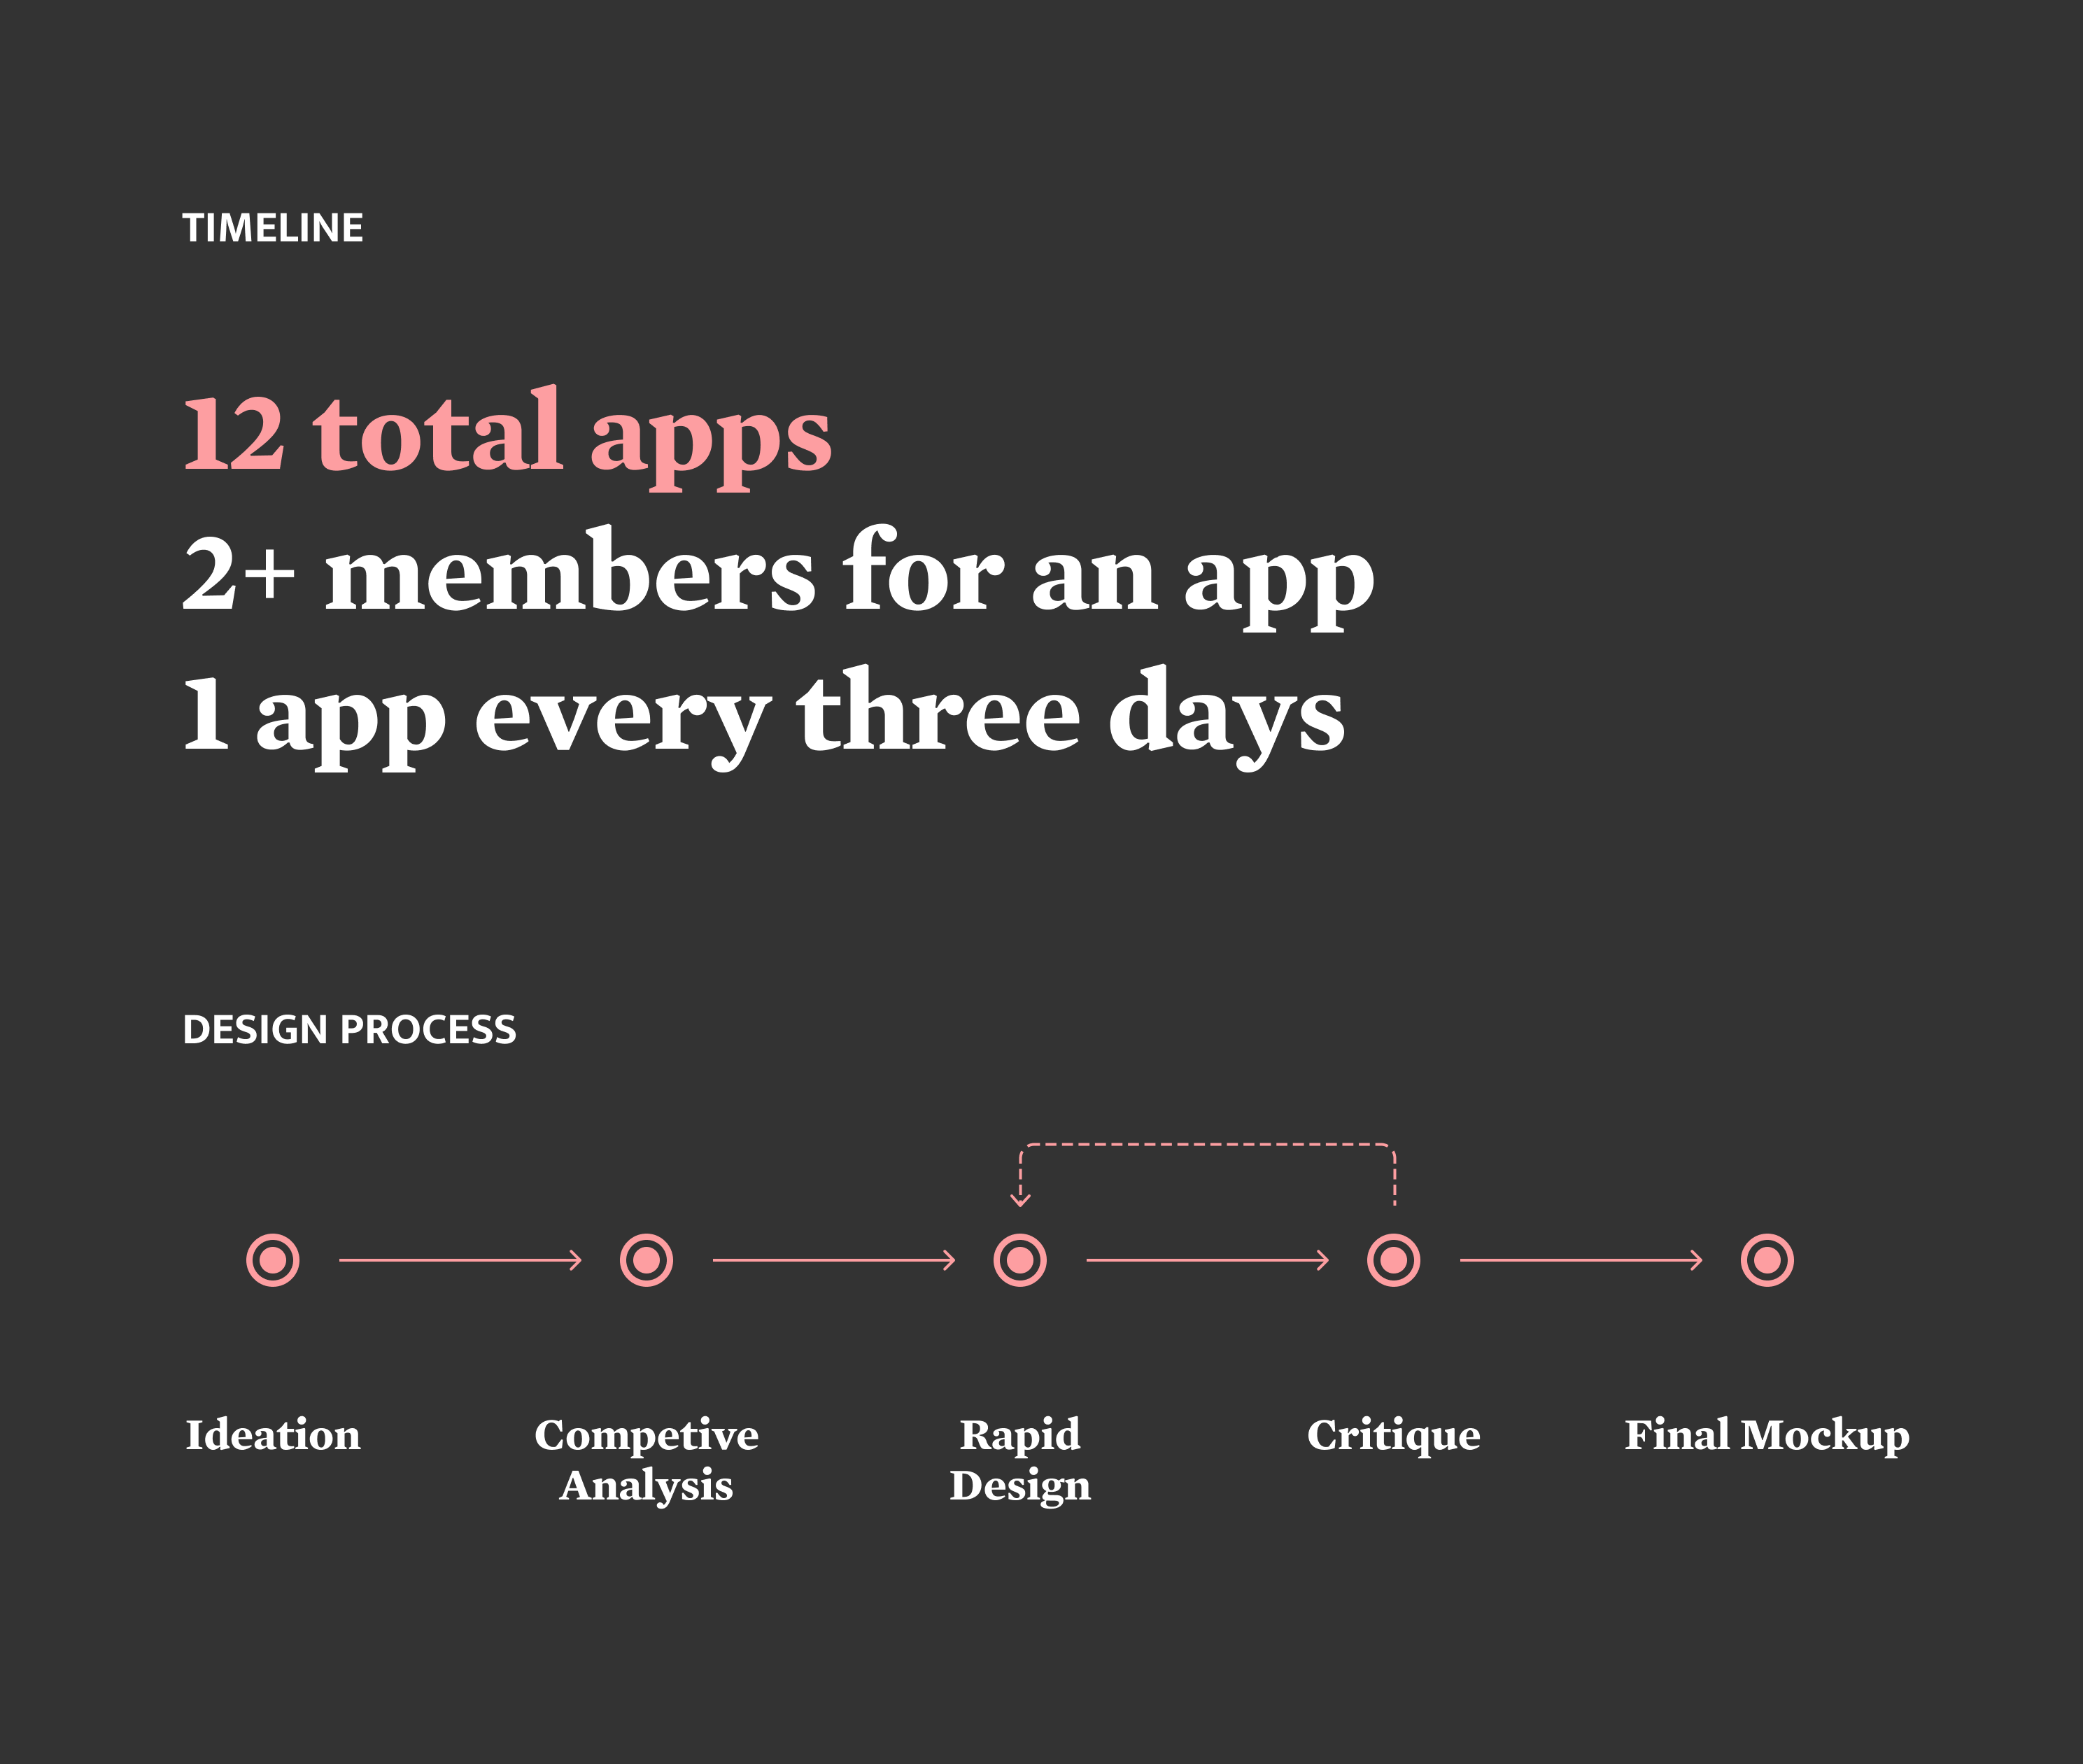 TIMELINE
12 total apps
2+ members for an app
1 app every three days
DESIGN PROCESS
Ideation
Competitive
Analysis
Rapid
Design
Critique
Final Mockup